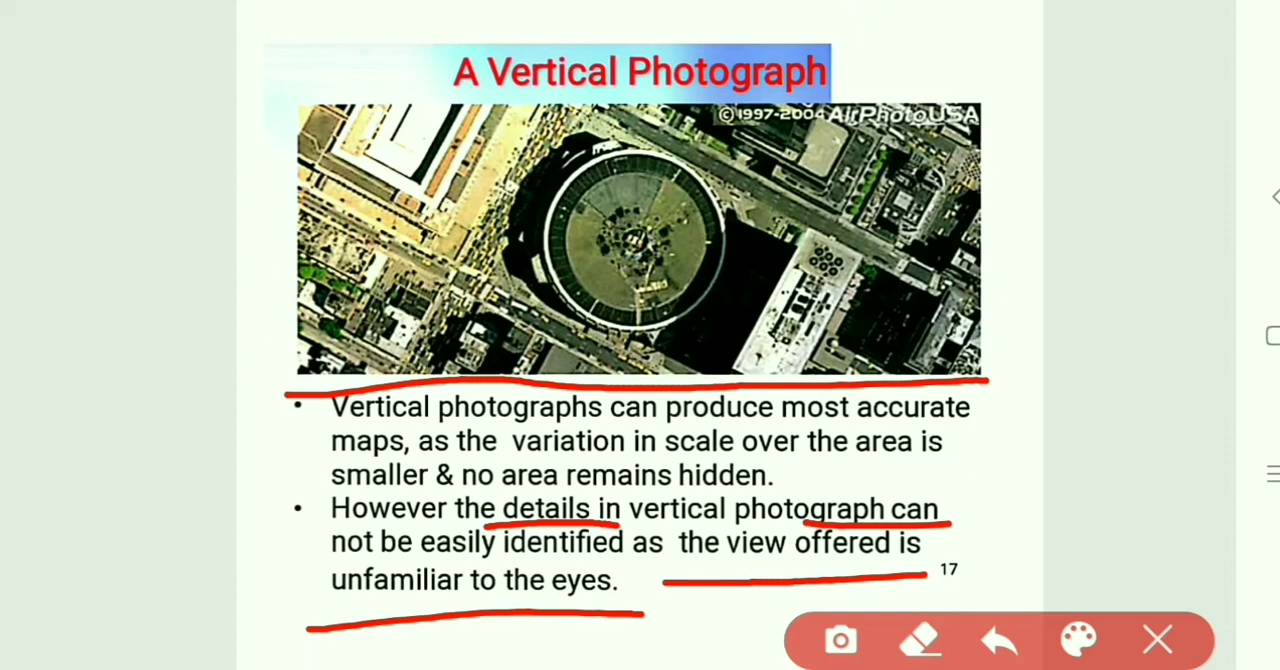 A Vertical Photograph
©1997-2004 AirPhotoUSA
• Vertical photographs can produce most accurate
maps, as the variation in scale over the area is
smaller & no area remains hidden.
• However the details in vertical photograph can
not be easily identified as the view offered is
unfamiliar to the eyes.
17